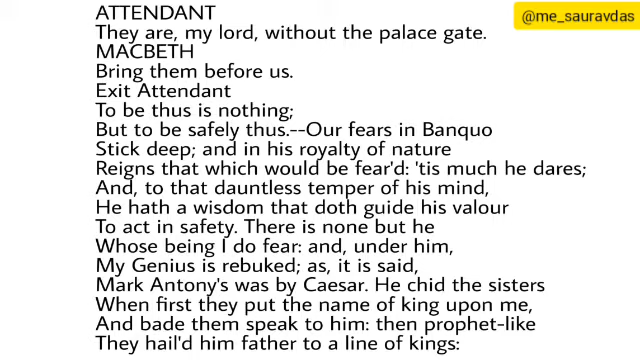 @me_sauravdas
ATTENDANT
They are, my lord, without the palace gate.
MACBETH
Bring them before us.
Exit Attendant
To be thus is nothing;
But to be safely thus.--Our fears in Banquo
Stick deep; and in his royalty of nature
Reigns that which would be fear'd: 'tis much he dares;
And, to that dauntless temper of his mind,
He hath a wisdom that doth guide his valour
To act in safety. There is none but he
Whose being I do fear: and, under him,
My Genius is rebuked; as, it is said,
Mark Antony's was by Caesar. He chid the sisters
When first they put the name of king upon me,
And bade them speak to him: then prophet-like
They hail'd him father to a line of kings: